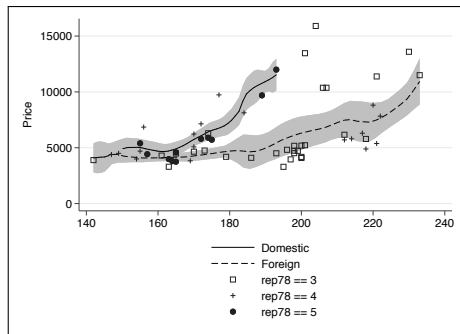 15000
10000
5000
0
Price
140 160 180 200 220 240
Domestic
Foreign
rep78 == 3
rep78 == 4
rep78 == 5